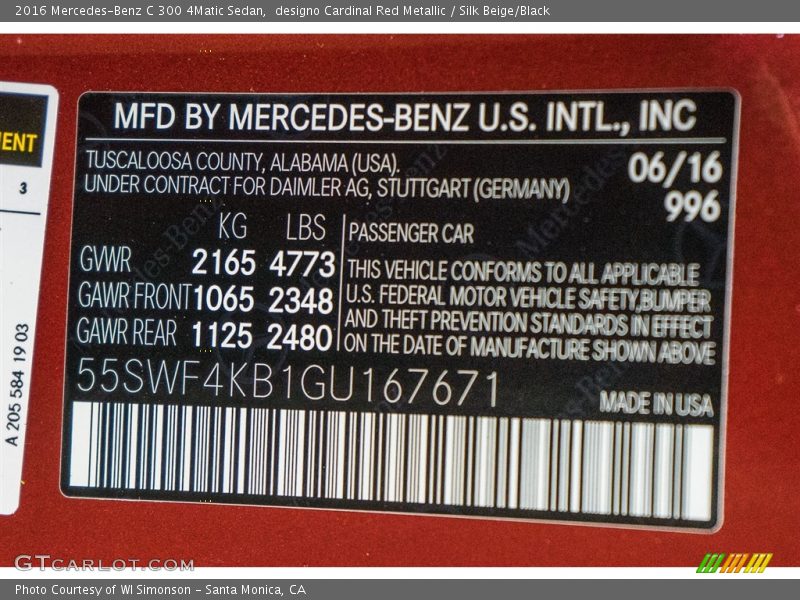 2016 Mercedes-Benz C 300 4Matic Sedan,  designo Cardinal Red Metallic / Silk Beige/Black
MFD BY MERCEDES-BENZ U.S. INTL., INC
TUSCALOOSA COUNTY, ALABAMA (USA).
UNDER CONTRACT FOR DAIMLER AG, STUTTGART (GERMANY)
06/16
996
KG LBS
GVWR 2165 4773
GAWR FRONT 1065 2348
GAWR REAR 1125 2480
PASSENGER CAR
THIS VEHICLE CONFORMS TO ALL APPLICABLE
U.S. FEDERAL MOTOR VEHICLE SAFETY,BUMPER
AND THEFT PREVENTION STANDARDS IN EFFECT
ON THE DATE OF MANUFACTURE SHOWN ABOVE
55SWF4KB1GU167671
MADE IN USA
3
A 205 584 19 03
GTCARLOT.COM
Photo Courtesy of WI Simonson - Santa Monica, CA